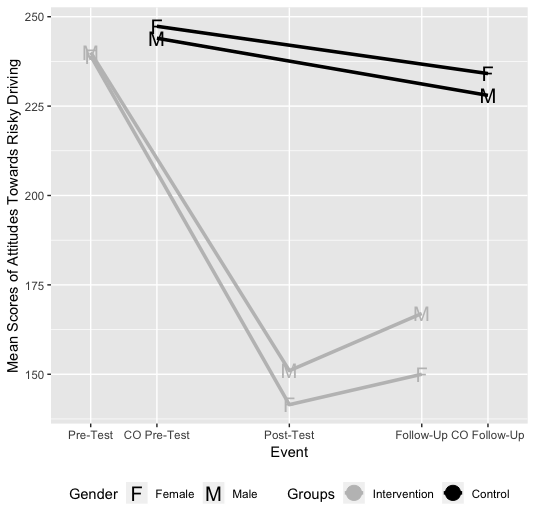 Mean Scores of Attitudes Towards Risky Driving
250
225
200
175
150
F
M
M
F
F
M
M
F
M
F
Pre-Test CO Pre-Test Post-Test Follow-Up CO Follow-Up
Event
Gender F Female M Male Groups Intervention Control